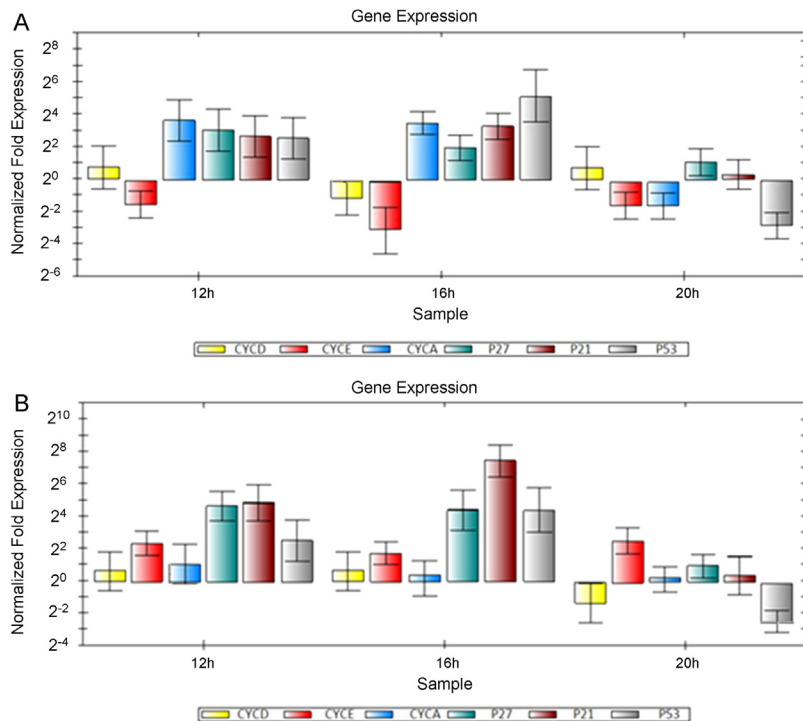 A
Gene Expression
Normalized Fold Expression
2⁸
2⁴
2²
2⁰
2⁻²
2⁻⁴
2⁻⁶
12h
16h
20h
Sample
CYCD CYCE CYCA P27 P21 P53
B
Gene Expression
Normalized Fold Expression
2¹⁰
2⁸
2⁶
2⁴
2²
2⁰
2⁻²
2⁻⁴
12h
16h
20h
Sample
CYCD CYCE CYCA P27 P21 P53